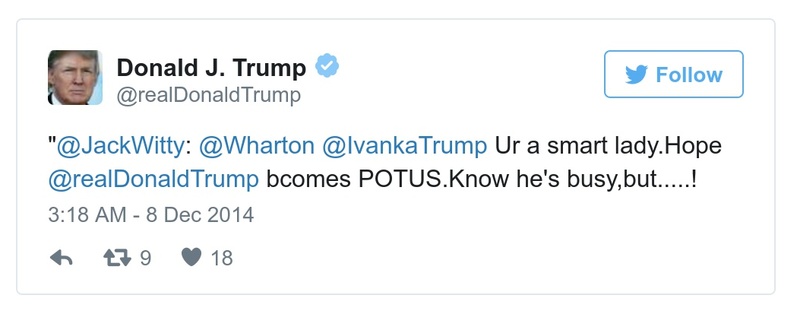 Donald J. Trump
@realDonaldTrump
Follow
"@JackWitty: @Wharton @IvankaTrump Ur a smart lady.Hope
@realDonaldTrump bcomes POTUS.Know he's busy,but.....!
3:18 AM - 8 Dec 2014
9 18